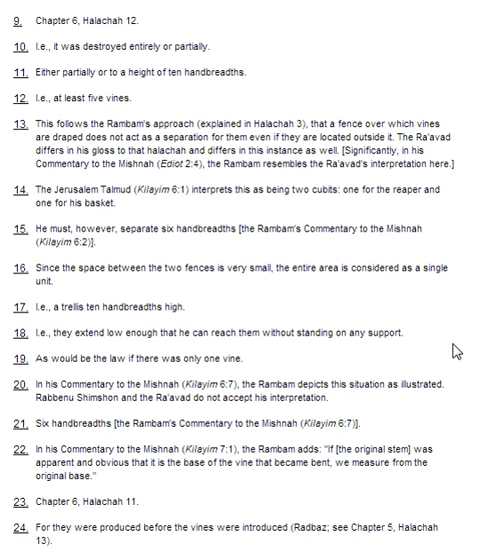 9. Chapter 6, Halachah 12.
10. I.e., it was destroyed entirely or partially.
11. Either partially or to a height of ten handbreadths.
12. I.e., at least five vines.
13. This follows the Rambam's approach (explained in Halachah 3), that a fence over which vines
are draped does not act as a separation for them even if they are located outside it. The Ra'avad
differs in his gloss to that halachah and differs in this instance as well. [Significantly, in his
Commentary to the Mishnah (Ediot 2:4), the Rambam resembles the Ra'avad's interpretation here.]
14. The Jerusalem Talmud (Kilayim 6:1) interprets this as being two cubits: one for the reaper and
one for his basket.
15. He must, however, separate six handbreadths [the Rambam's Commentary to the Mishnah
(Kilayim 6:2)].
16. Since the space between the two fences is very small, the entire area is considered as a single
unit.
17. I.e., a trellis ten handbreadths high.
18. I.e., they extend low enough that he can reach them without standing on any support.
19. As would be the law if there was only one vine.
20. In his Commentary to the Mishnah (Kilayim 6:7), the Rambam depicts this situation as illustrated.
Rabbenu Shimshon and the Ra'avad do not accept his interpretation.
21. Six handbreadths [the Rambam's Commentary to the Mishnah (Kilayim 6:7)].
22. In his Commentary to the Mishnah (Kilayim 7:1), the Rambam adds: "If [the original stem] was
apparent and obvious that it is the base of the vine that became bent, we measure from the
original base."
23. Chapter 6, Halachah 11.
24. For they were produced before the vines were introduced (Radbaz; see Chapter 5, Halachah
13).